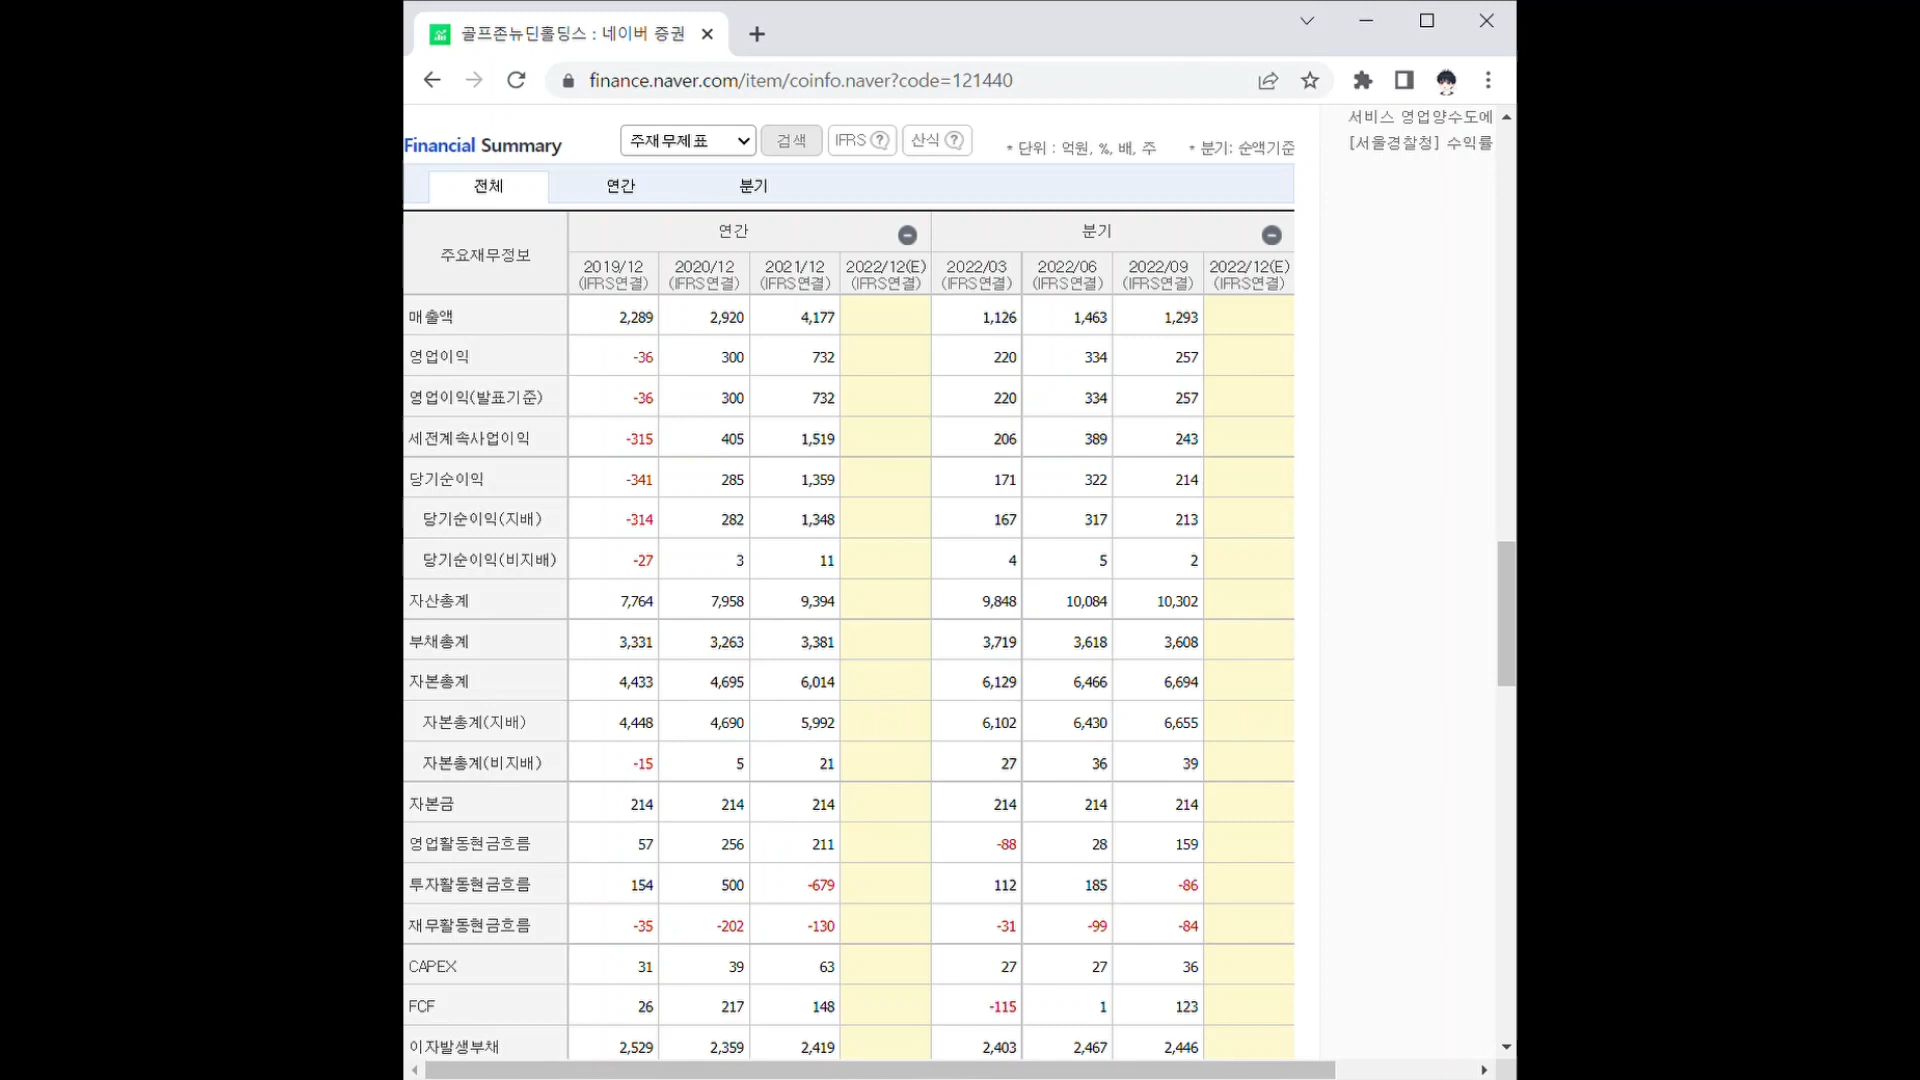 골프존뉴딘홀딩스 : 네이버 증권
finance.naver.com/item/coinfo.naver?code=121440
서비스 영업양수도에
[서울경찰청] 수익률
Financial Summary 주재무제표 검색 IFRS ? 산식 ? * 단위 : 억원, %, 배, 주 * 분기: 순액기준
전체 연간 분기
주요재무정보 연간 분기
2019/12 2020/12 2021/12 2022/12(E) 2022/03 2022/06 2022/09 2022/12(E)
(IFRS연결) (IFRS연결) (IFRS연결) (IFRS연결) (IFRS연결) (IFRS연결) (IFRS연결) (IFRS연결)
매출액 2,289 2,920 4,177 1,126 1,463 1,293
영업이익 -36 300 732 220 334 257
영업이익(발표기준) -36 300 732 220 334 257
세전계속사업이익 -315 405 1,519 206 389 243
당기순이익 -341 285 1,359 171 322 214
당기순이익(지배) -314 282 1,348 167 317 213
당기순이익(비지배) -27 3 11 4 5 2
자산총계 7,764 7,958 9,394 9,848 10,084 10,302
부채총계 3,331 3,263 3,381 3,719 3,618 3,608
자본총계 4,433 4,695 6,014 6,129 6,466 6,694
자본총계(지배) 4,448 4,690 5,992 6,102 6,430 6,655
자본총계(비지배) -15 5 21 27 36 39
자본금 214 214 214 214 214 214
영업활동현금흐름 57 256 211 -88 28 159
투자활동현금흐름 154 500 -679 112 185 -86
재무활동현금흐름 -35 -202 -130 -31 -99 -84
CAPEX 31 39 63 27 27 36
FCF 26 217 148 -115 1 123
이자발생부채 2,529 2,359 2,419 2,403 2,467 2,446